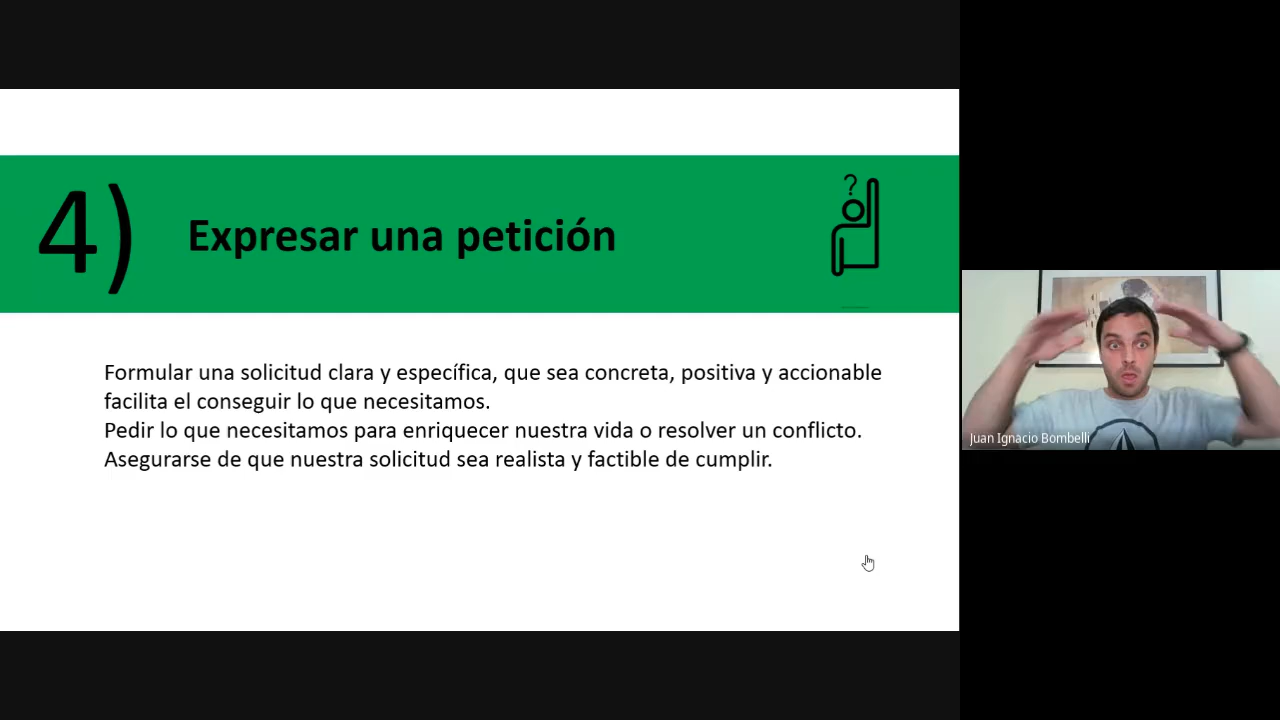 4) Expresar una petición
?
Formular una solicitud clara y específica, que sea concreta, positiva y accionable
facilita el conseguir lo que necesitamos.
Pedir lo que necesitamos para enriquecer nuestra vida o resolver un conflicto.
Asegurarse de que nuestra solicitud sea realista y factible de cumplir.
Juan Ignacio Bombelli